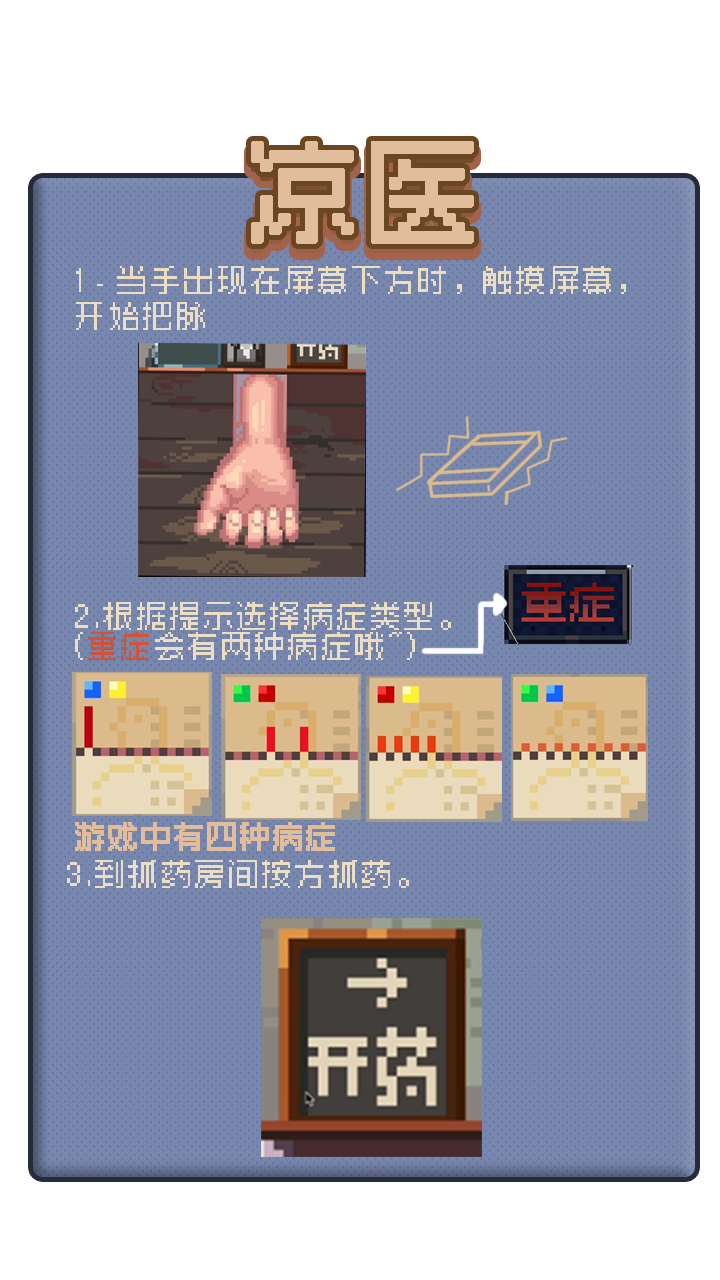 凉医
1-当手出现在屏幕下方时，触摸屏幕，
开始把脉
开药
2.根据提示选择病症类型。
(重症会有两种病症哦~)
重症
游戏中有四种病症
3.到抓药房间按方抓药。
→
开药